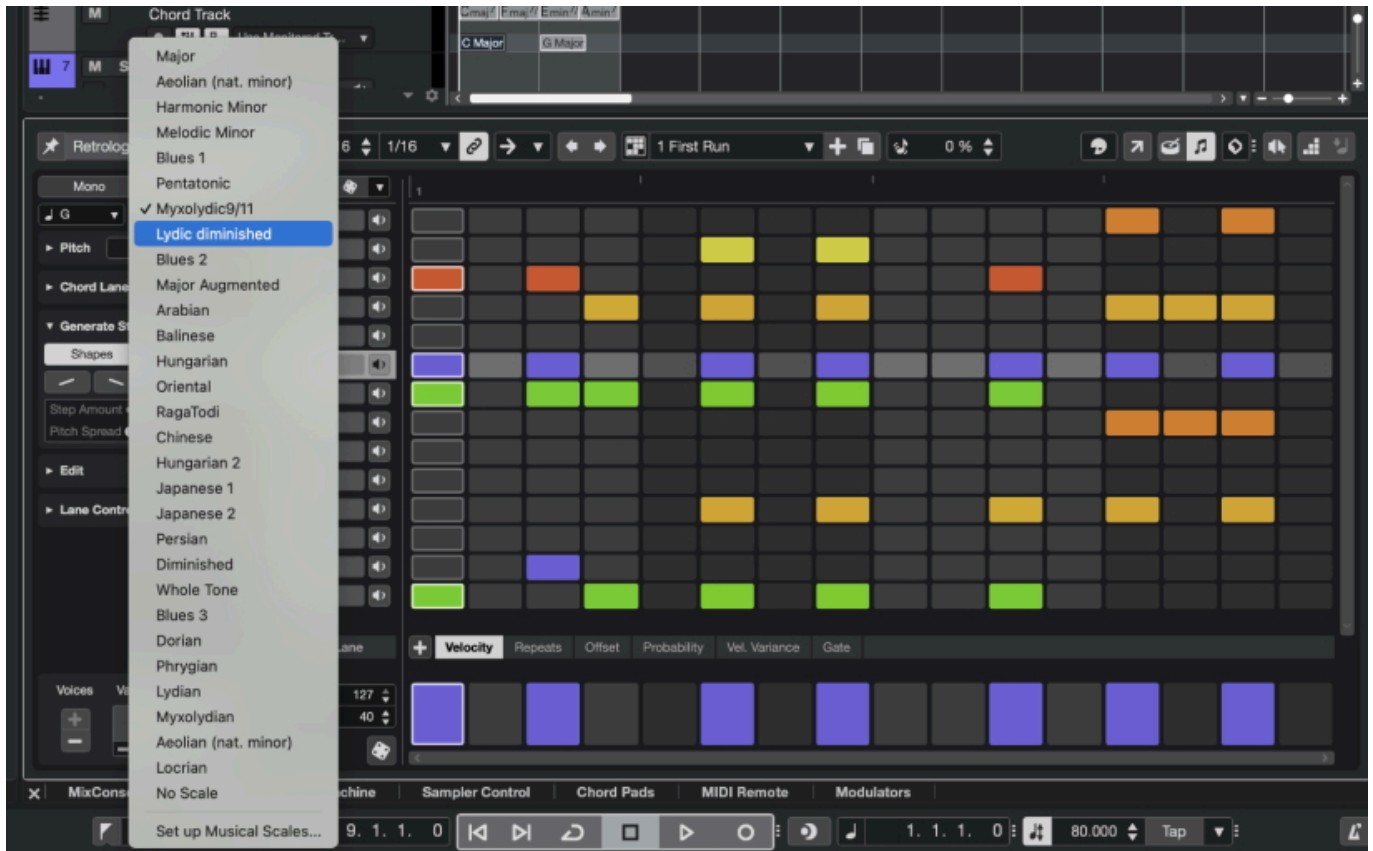 M Chord Track
Cmaj7 Fmaj7 Emin7 Amin7
C Major G Major
7 M S
Retrolog 6 1/16 1 First Run 0 %
Mono
1
G
Pitch
Chord Lane
Generate
Shapes
Step Amount
Pitch Spread
Edit
Lane Contr
Major
Aeolian (nat. minor)
Harmonic Minor
Melodic Minor
Blues 1
Pentatonic
✓ Myxolydic9/11
Lydic diminished
Blues 2
Major Augmented
Arabian
Balinese
Hungarian
Oriental
RagaTodi
Chinese
Hungarian 2
Japanese 1
Japanese 2
Persian
Diminished
Whole Tone
Blues 3
Dorian
Phrygian
Lydian
Myxolydian
Aeolian (nat. minor)
Locrian
No Scale
Set up Musical Scales...
Lane
+ Velocity Repeats Offset Probability Vel. Variance Gate
Voices
127
40
MixCons chine Sampler Control Chord Pads MIDI Remote Modulators
9. 1. 1. 0 1. 1. 1. 0 80.000 Tap